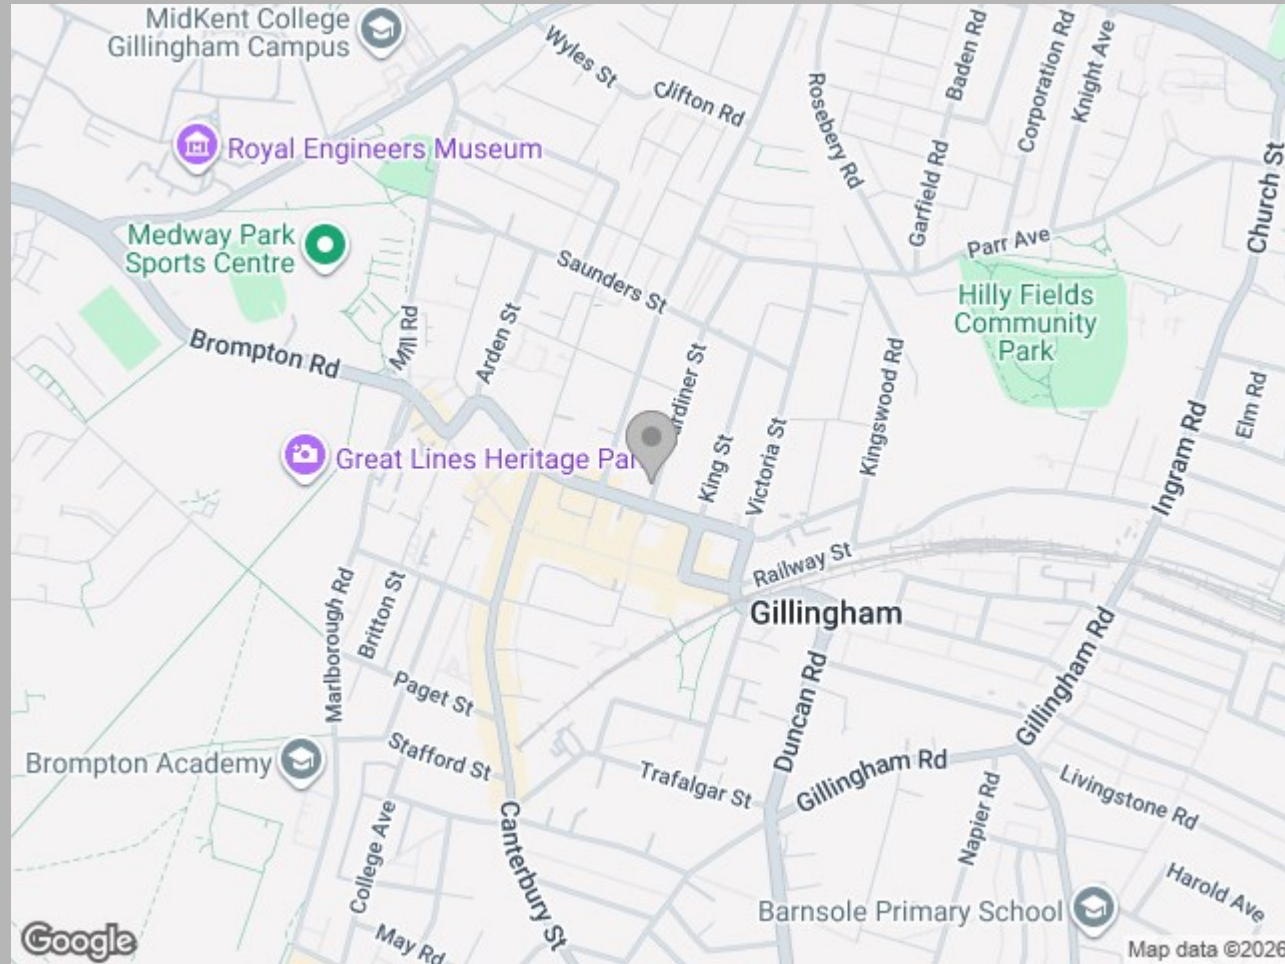 MidKent College
Gillingham Campus
Wyles St
Clifton Rd
Rosebery Rd
Baden Rd
Corporation Rd
Knight Ave
Royal Engineers Museum
Garfield Rd
Church St
Medway Park
Sports Centre
Saunders St
Parr Ave
Hilly Fields
Community
Park
Brompton Rd
Mill Rd
Arden St
Kingswood Rd
Elm Rd
Great Lines Heritage Par
King St
Victoria St
Ingram Rd
Railway St
Gillingham
Marlborough Rd
Britton St
Paget St
Duncan Rd
Gillingham Rd
Brompton Academy
Stafford St
Trafalgar St
Gillingham Rd
Livingstone Rd
College Ave
Canterbury St
Napier Rd
Harold Ave
Barnsole Primary School
May Rd
Google
Map data ©2026